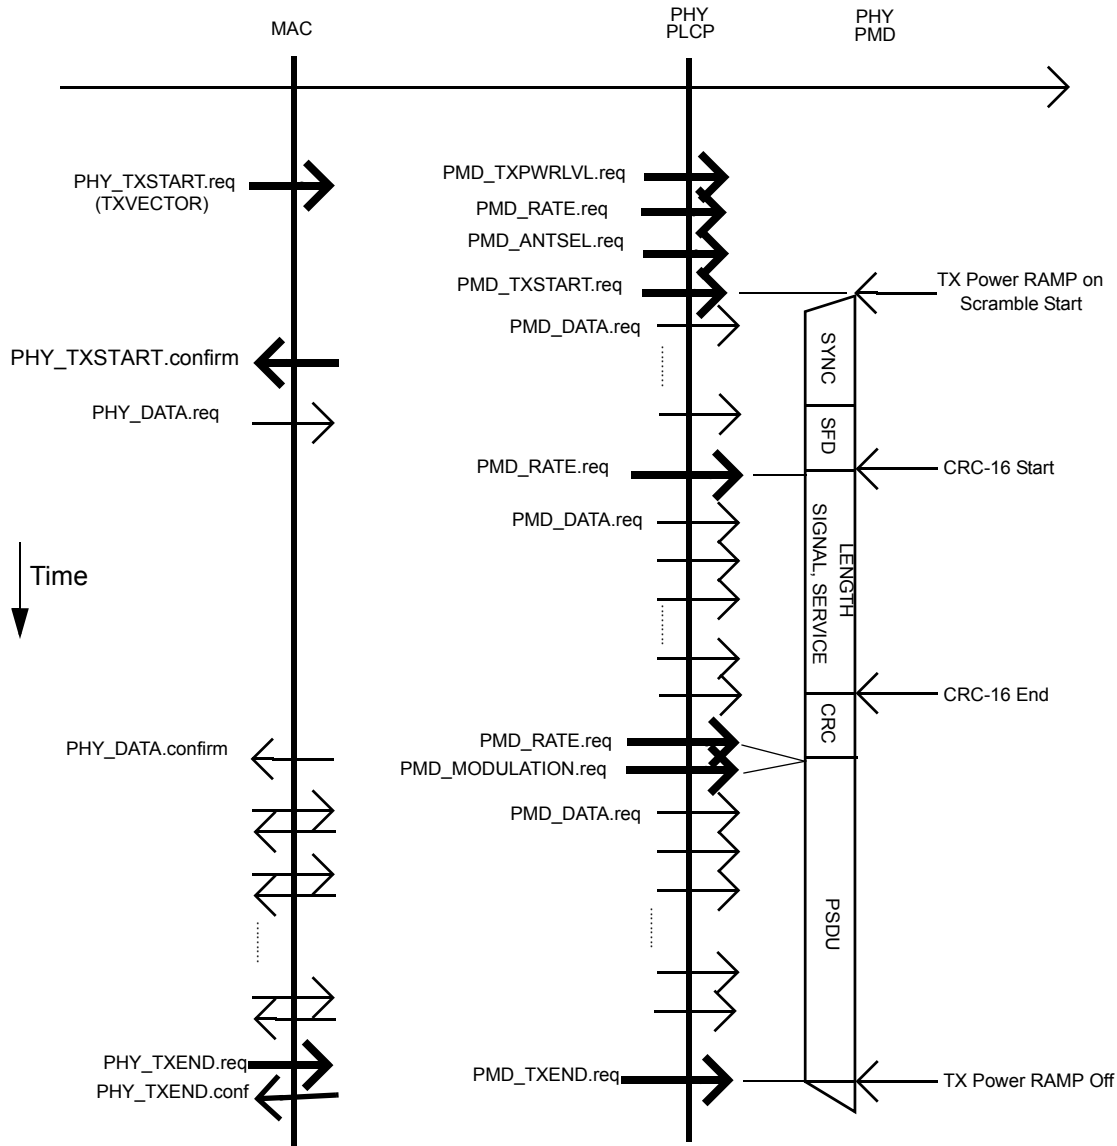 MAC
PHY
PLCP
PHY
PMD
PHY_TXSTART.req
(TXVECTOR)
PMD_TXPWRLVL.req
PMD_RATE.req
PMD_ANTSEL.req
PMD_TXSTART.req
TX Power RAMP on
Scramble Start
PMD_DATA.req
SYNC
PHY_TXSTART.confirm
PHY_DATA.req
SFD
PMD_RATE.req
CRC-16 Start
PMD_DATA.req
LENGTH
SIGNAL, SERVICE
Time
CRC-16 End
CRC
PHY_DATA.confirm
PMD_RATE.req
PMD_MODULATION.req
PMD_DATA.req
PSDU
PHY_TXEND.req
PHY_TXEND.conf
PMD_TXEND.req
TX Power RAMP Off